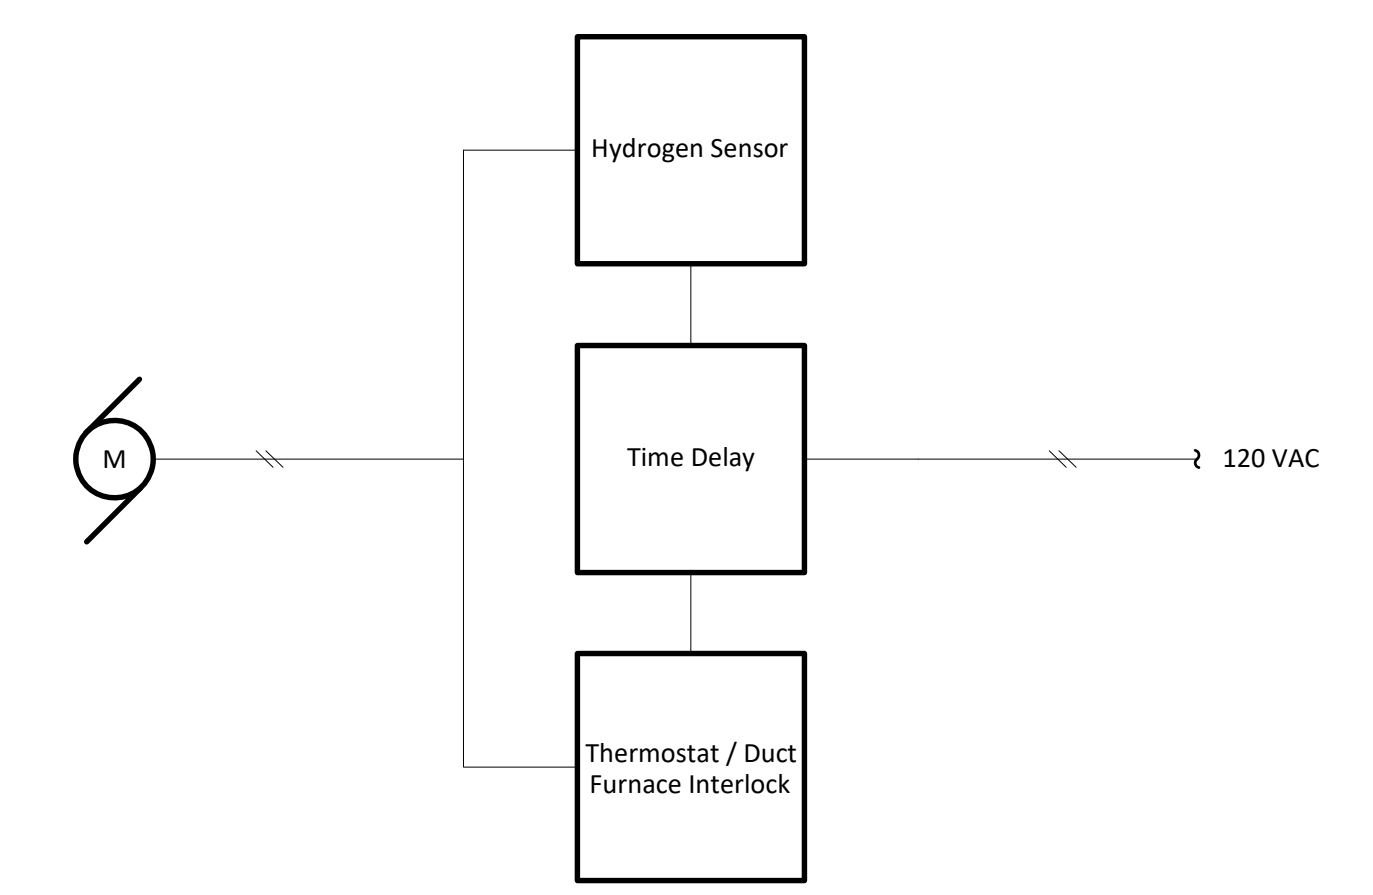 Hydrogen Sensor
M
Time Delay
120 VAC
Thermostat / Duct
Furnace Interlock